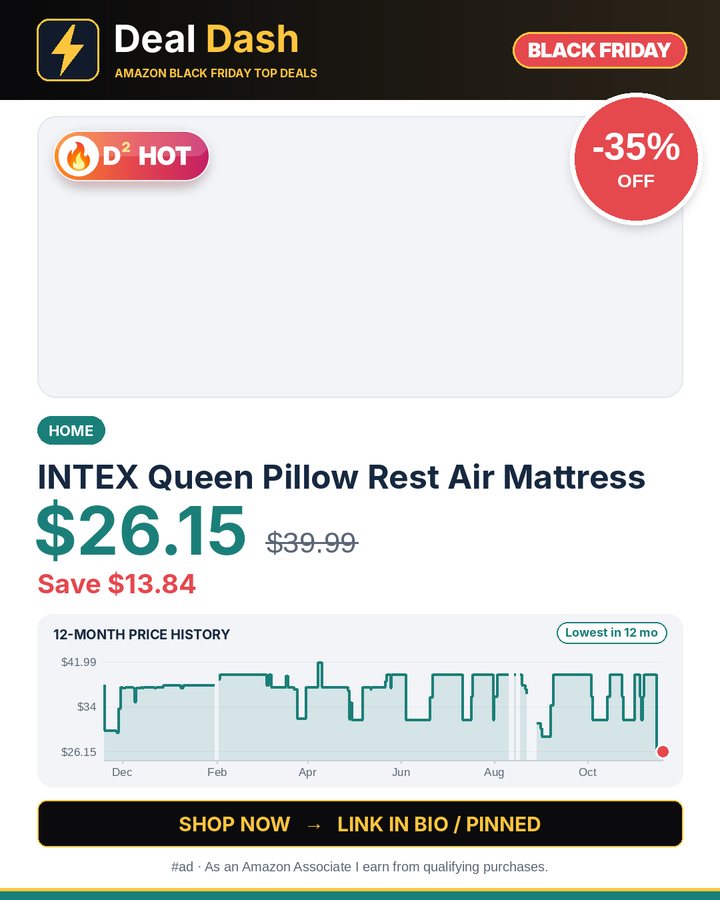 Deal Dash
AMAZON BLACK FRIDAY TOP DEALS
BLACK FRIDAY
D² HOT
-35%
OFF
HOME
INTEX Queen Pillow Rest Air Mattress
$26.15 $39.99
Save $13.84
12-MONTH PRICE HISTORY
Lowest in 12 mo
$41.99
$34
$26.15
Dec Feb Apr Jun Aug Oct
SHOP NOW → LINK IN BIO / PINNED
#ad · As an Amazon Associate I earn from qualifying purchases.